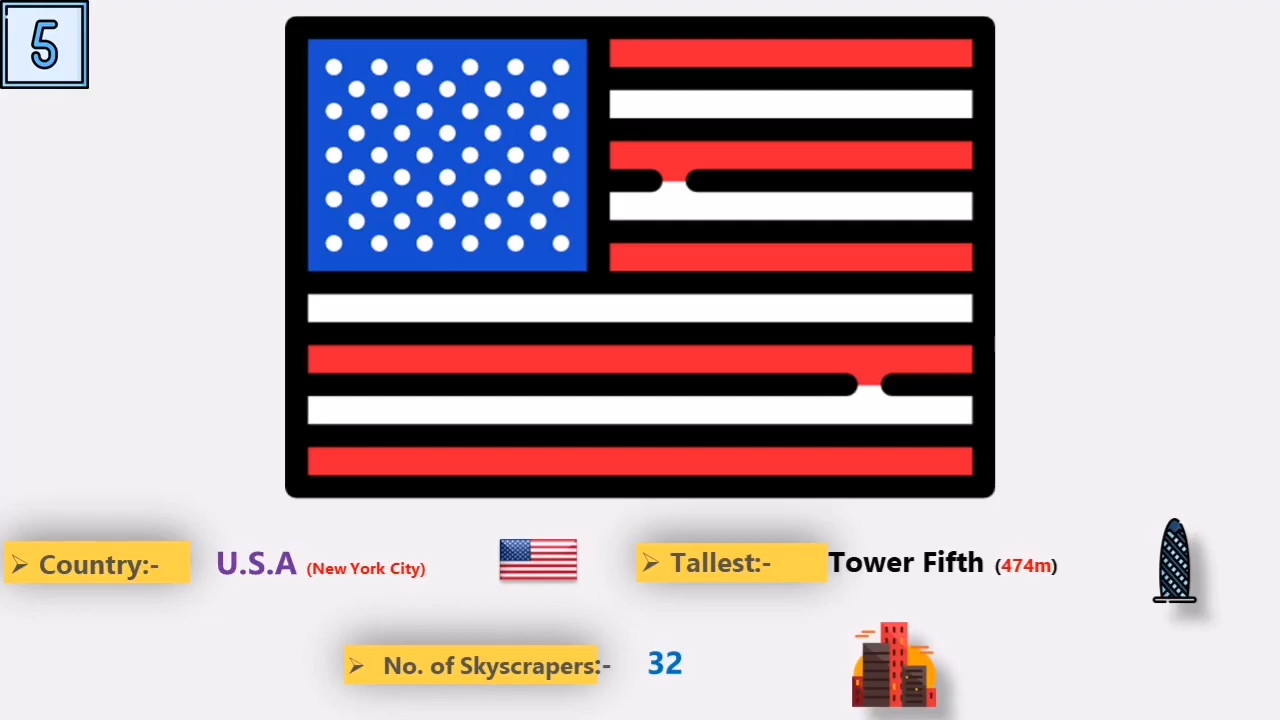 5
Country:- U.S.A (New York City) Tallest:- Tower Fifth (474m)
No. of Skyscrapers:- 32